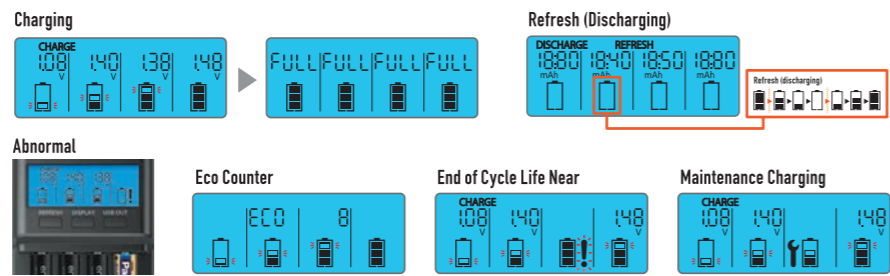 Charging
CHARGE
1.08 1.40 1.38 1.48
V V V V
FULL FULL FULL FULL
Refresh (Discharging)
DISCHARGE REFRESH
18:80 18:40 18:50 18:80
mAh mAh mAh mAh
Refresh (discharging)
Abnormal
REFRESH DISPLAY USB OUT
Eco Counter
ECO 8
End of Cycle Life Near
CHARGE
1.08 1.40 1.48
V V V
!
Maintenance Charging
CHARGE
1.08 1.40 1.48
V V V